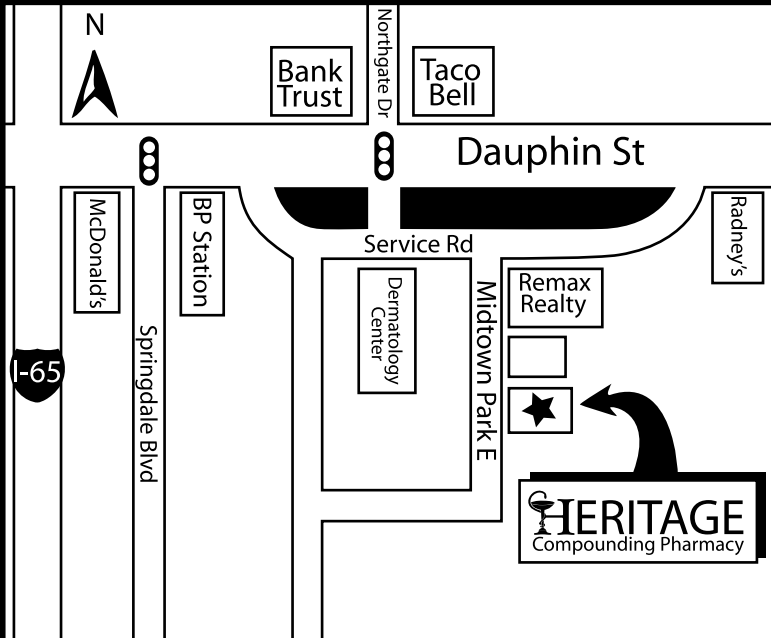 N
Northgate Dr
Bank
Trust
Taco
Bell
Dauphin St
McDonald's
BP Station
Radney's
Service Rd
Dermatology
Center
Midtown Park E
Remax
Realty
Springdale Blvd
I-65
HERITAGE
Compounding Pharmacy